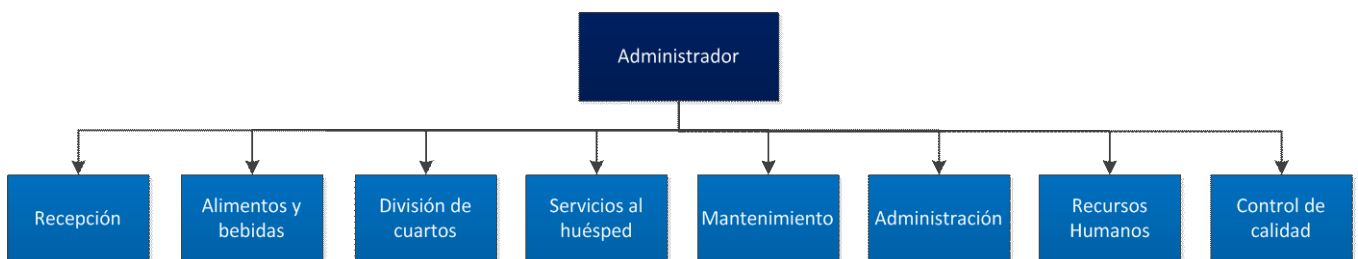 Administrador
Recepción
Alimentos y
bebidas
División de
cuartos
Servicios al
huésped
Mantenimiento
Administración
Recursos
Humanos
Control de
calidad